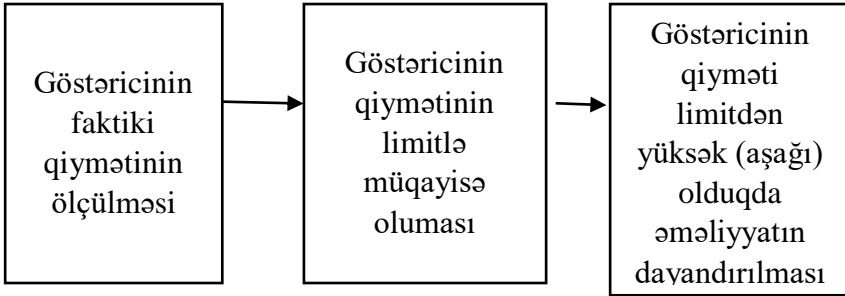 Göstəricinin
faktiki
qiymətinin
ölçülməsi
Göstəricinin
qiymətinin
limitlə
müqayisə
oluması
Göstəricinin
qiyməti
limitdən
yüksək (aşağı)
olduqda
əməliyyatın
dayandırılması